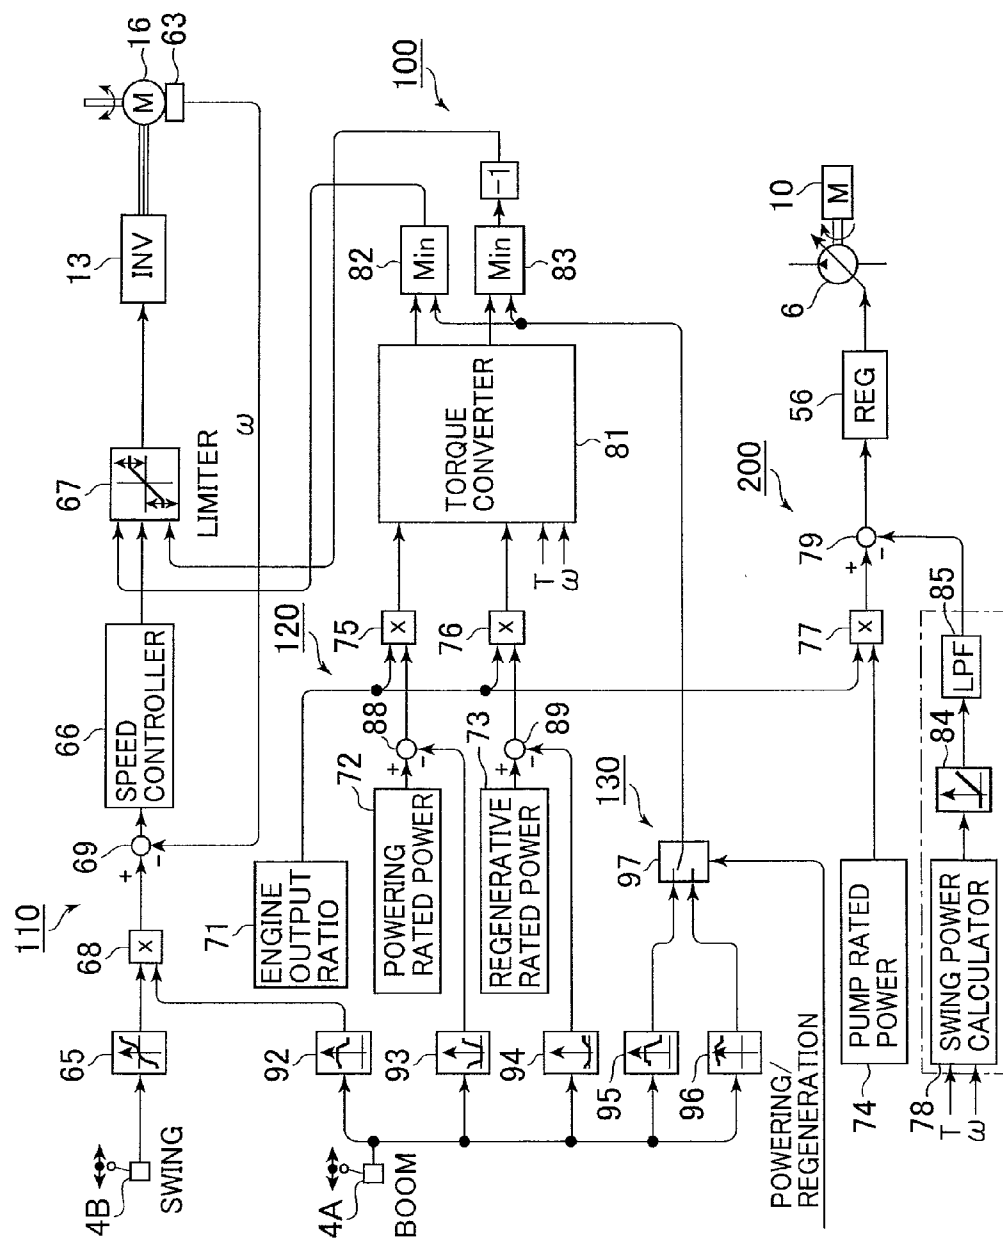 110
4B
SWING
65
68
X
69
+
-
66
SPEED
CONTROLLER
67
LIMITER
13
INV
16
M
63
ω
100
71
ENGINE
OUTPUT
RATIO
120
4A
BOOM
92
93
94
95
96
72
POWERING
RATED POWER
88
+
-
75
X
73
REGENERATIVE
RATED POWER
89
+
-
76
X
T
ω
TORQUE
CONVERTER
81
82
Min
83
Min
-1
130
97
POWERING/
REGENERATION
200
74
PUMP RATED
POWER
77
X
79
+
-
56
REG
6
10
M
78
T
ω
SWING POWER
CALCULATOR
84
85
LPF